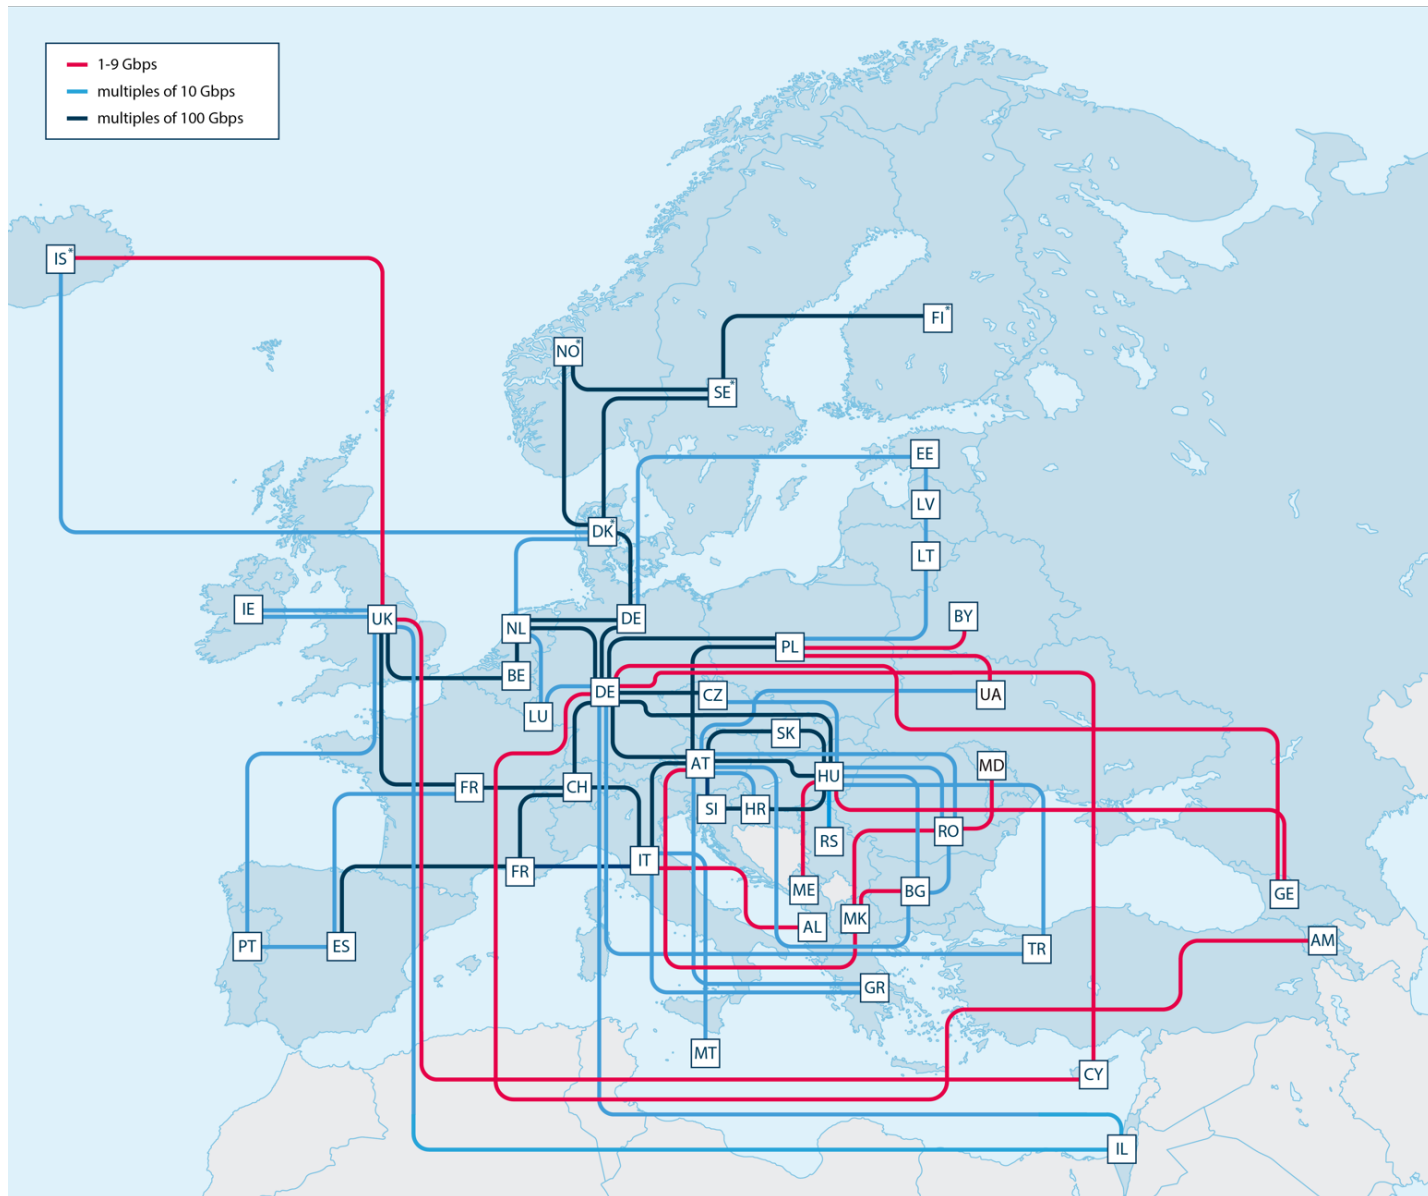 1-9 Gbps
multiples of 10 Gbps
multiples of 100 Gbps
IS*
FI*
NO*
SE*
EE
LV
DK*
LT
IE
UK
NL
DE
BY
PL
BE
DE
CZ
UA
LU
SK
AT
HU
MD
FR
CH
SI
HR
RS
RO
IT
FR
ME
BG
GE
MK
AL
PT
ES
TR
AM
GR
MT
CY
IL